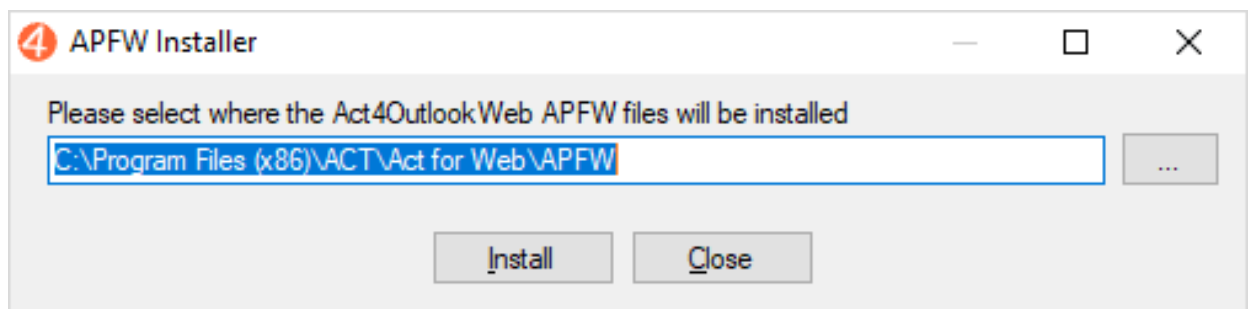 4 APFW Installer
Please select where the Act4OutlookWeb APFW files will be installed
C:\Program Files (x86)\ACT\Act for Web\APFW
...
Install Close